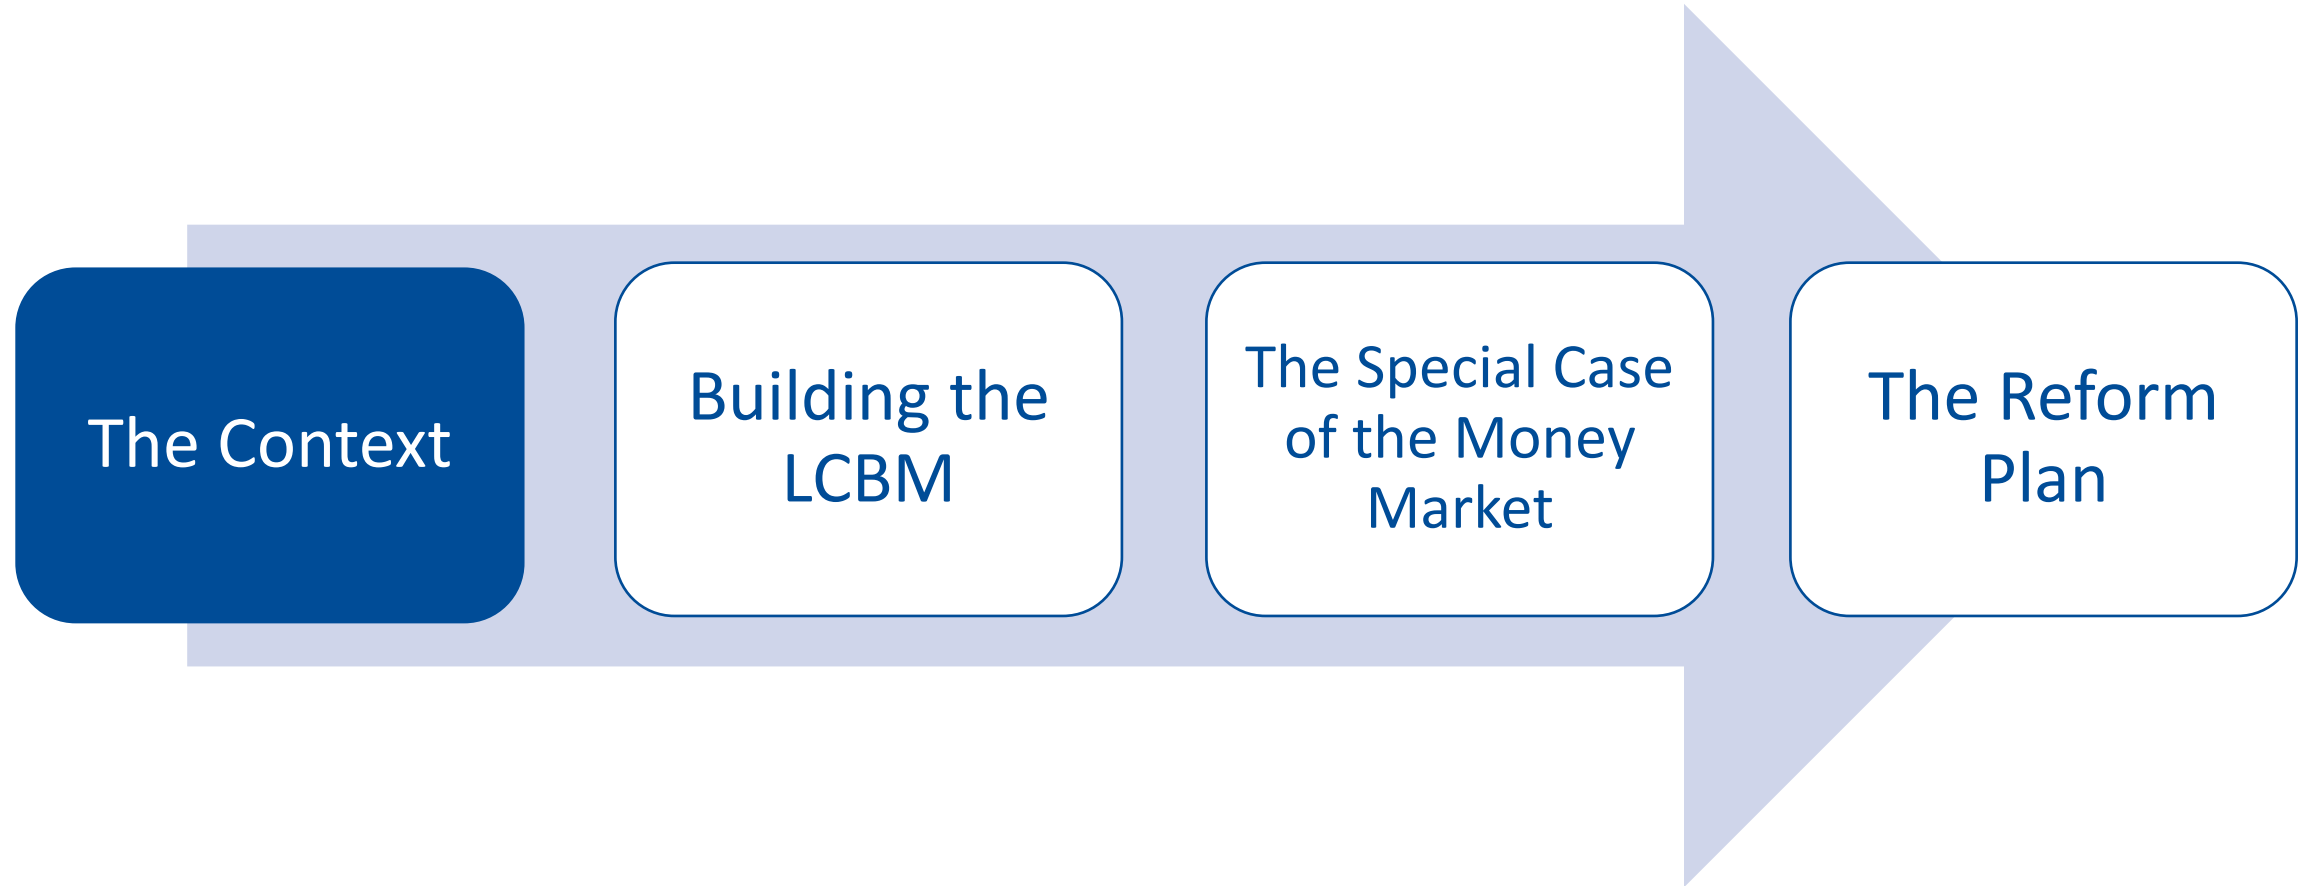 The Context
Building the
LCBM
The Special Case
of the Money
Market
The Reform
Plan